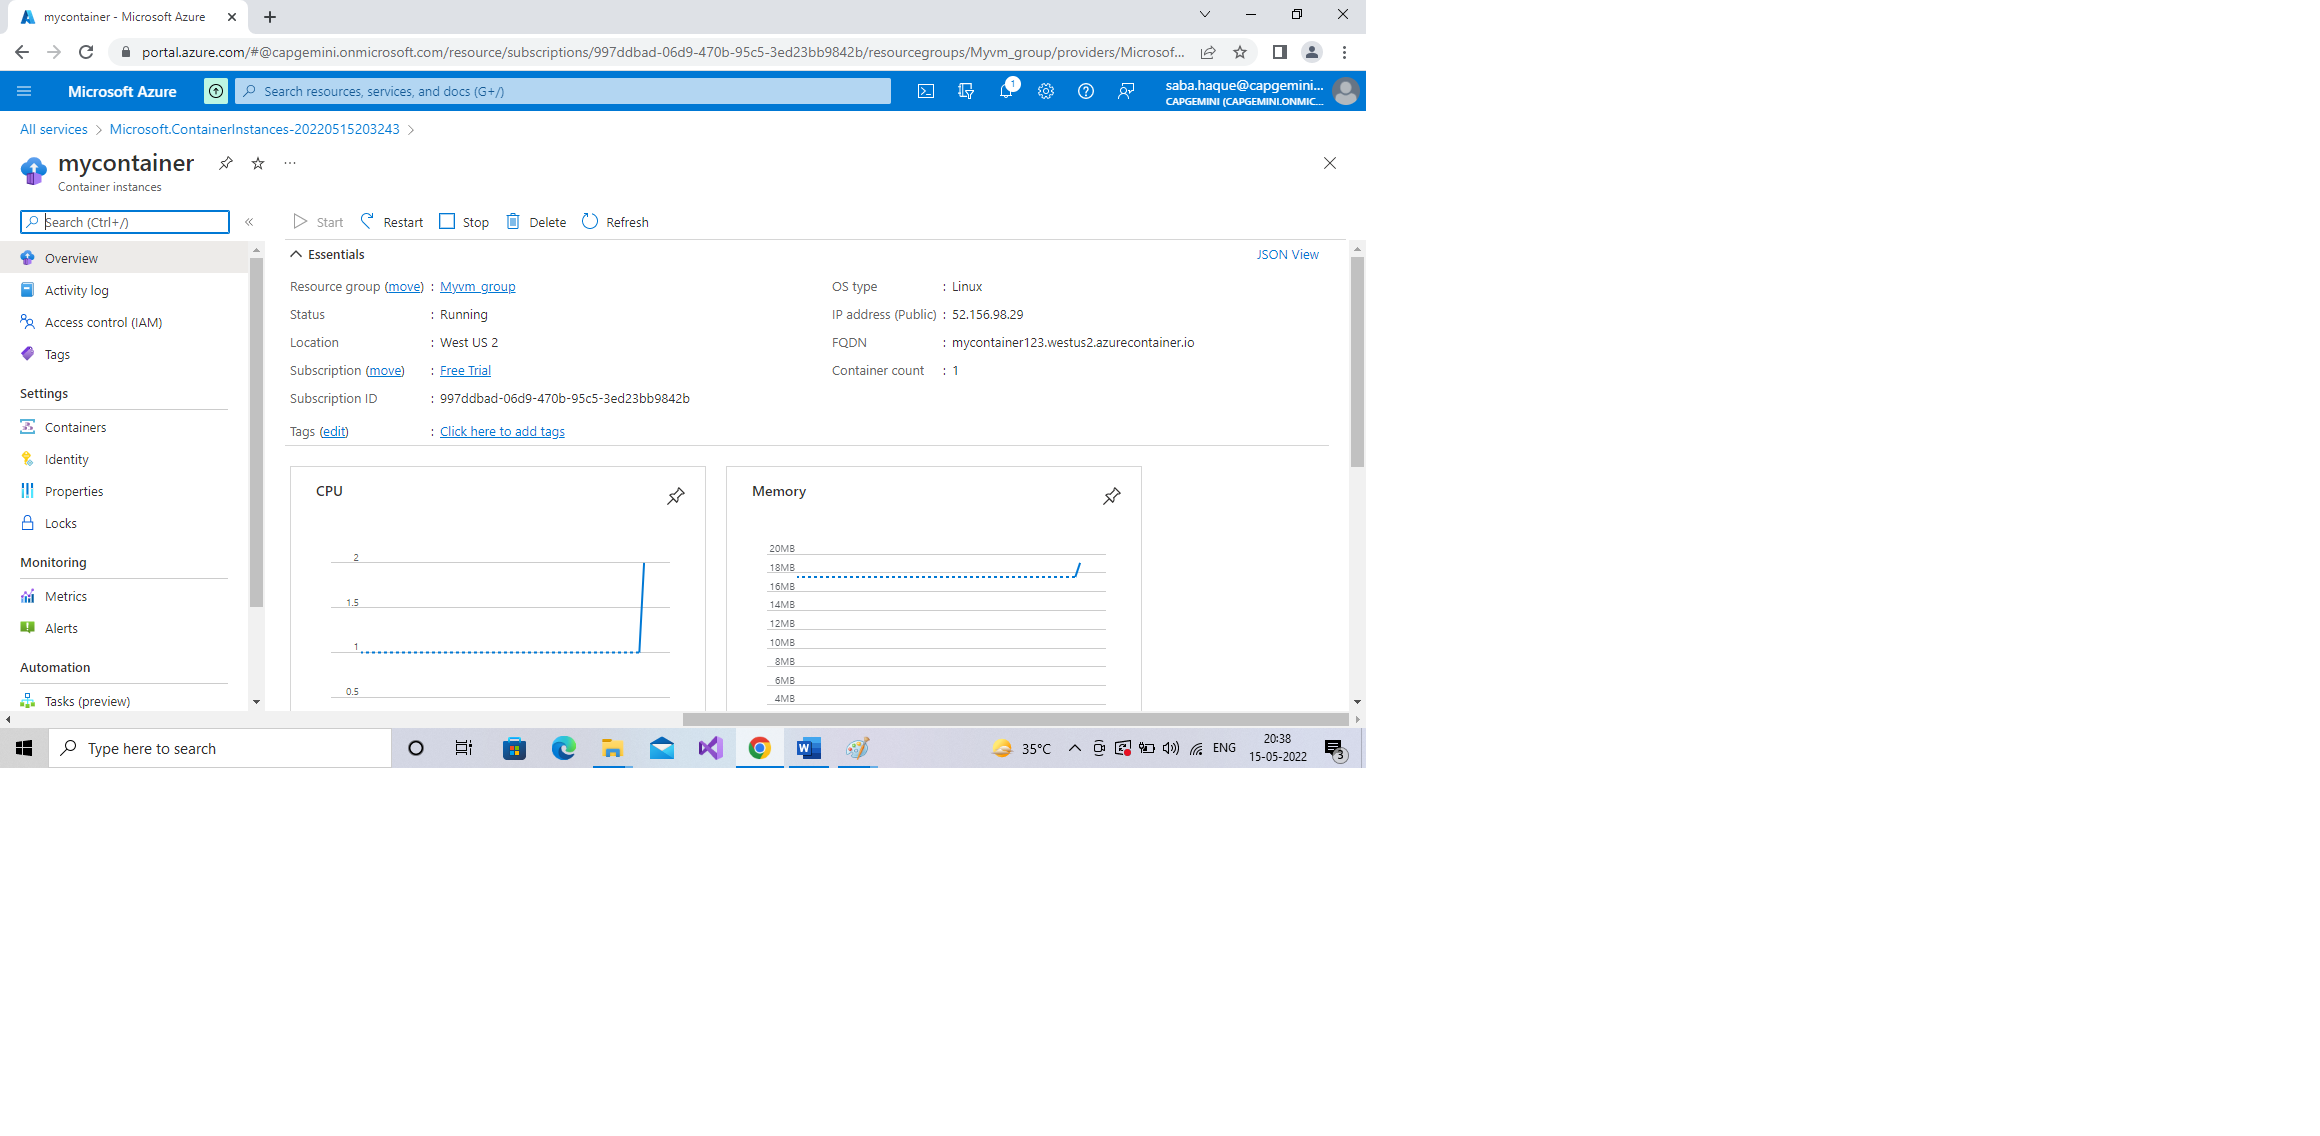 mycontainer - Microsoft Azure
portal.azure.com/#@capgemini.onmicrosoft.com/resource/subscriptions/997ddbad-06d9-470b-95c5-3ed23bb9842b/resourcegroups/Myvm_group/providers/Microsof...
Microsoft Azure
Search resources, services, and docs (G+/)
1
saba.haque@capgemini...
CAPGEMINI (CAPGEMINI.ONMIC...
All services > Microsoft.ContainerInstances-20220515203243 >
mycontainer
Container instances
Search (Ctrl+/)
Start Restart Stop Delete Refresh
Overview
Activity log
Access control (IAM)
Tags
Settings
Containers
Identity
Properties
Locks
Monitoring
Metrics
Alerts
Automation
Tasks (preview)
Essentials
JSON View
Resource group (move) : Myvm_group
Status : Running
Location : West US 2
Subscription (move) : Free Trial
Subscription ID : 997ddbad-06d9-470b-95c5-3ed23bb9842b
Tags (edit) : Click here to add tags
OS type : Linux
IP address (Public) : 52.156.98.29
FQDN : mycontainer123.westus2.azurecontainer.io
Container count : 1
CPU
2
1.5
1
0.5
Memory
20MB
18MB
16MB
14MB
12MB
10MB
8MB
6MB
4MB
Type here to search
35°C
ENG
20:38
15-05-2022
3